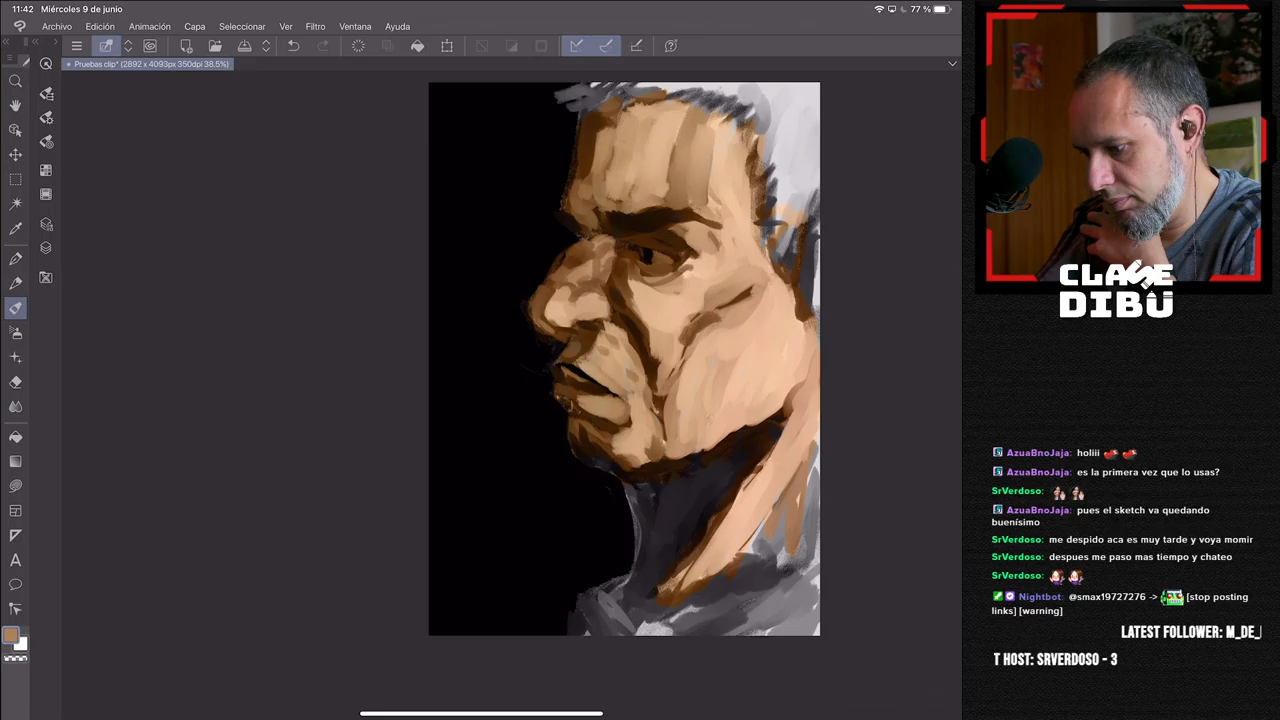 11:42 Miércoles 9 de junio
77 %
Archivo Edición Animación Capa Seleccionar Ver Filtro Ventana Ayuda
Pruebas clip* (2892 x 4093px 350dpi 38.5%)
A
CLASE
DIBU
AzuaBnoJaja: holiii
AzuaBnoJaja: es la primera vez que lo usas?
SrVerdoso:
AzuaBnoJaja: pues el sketch va quedando
buenísimo
SrVerdoso: me despido aca es muy tarde y voya momir
SrVerdoso: despues me paso mas tiempo y chateo
SrVerdoso:
Nightbot: @smax19727276 -> [stop posting
links] [warning]
LATEST FOLLOWER: M_DE_
T HOST: SRVERDOSO - 3